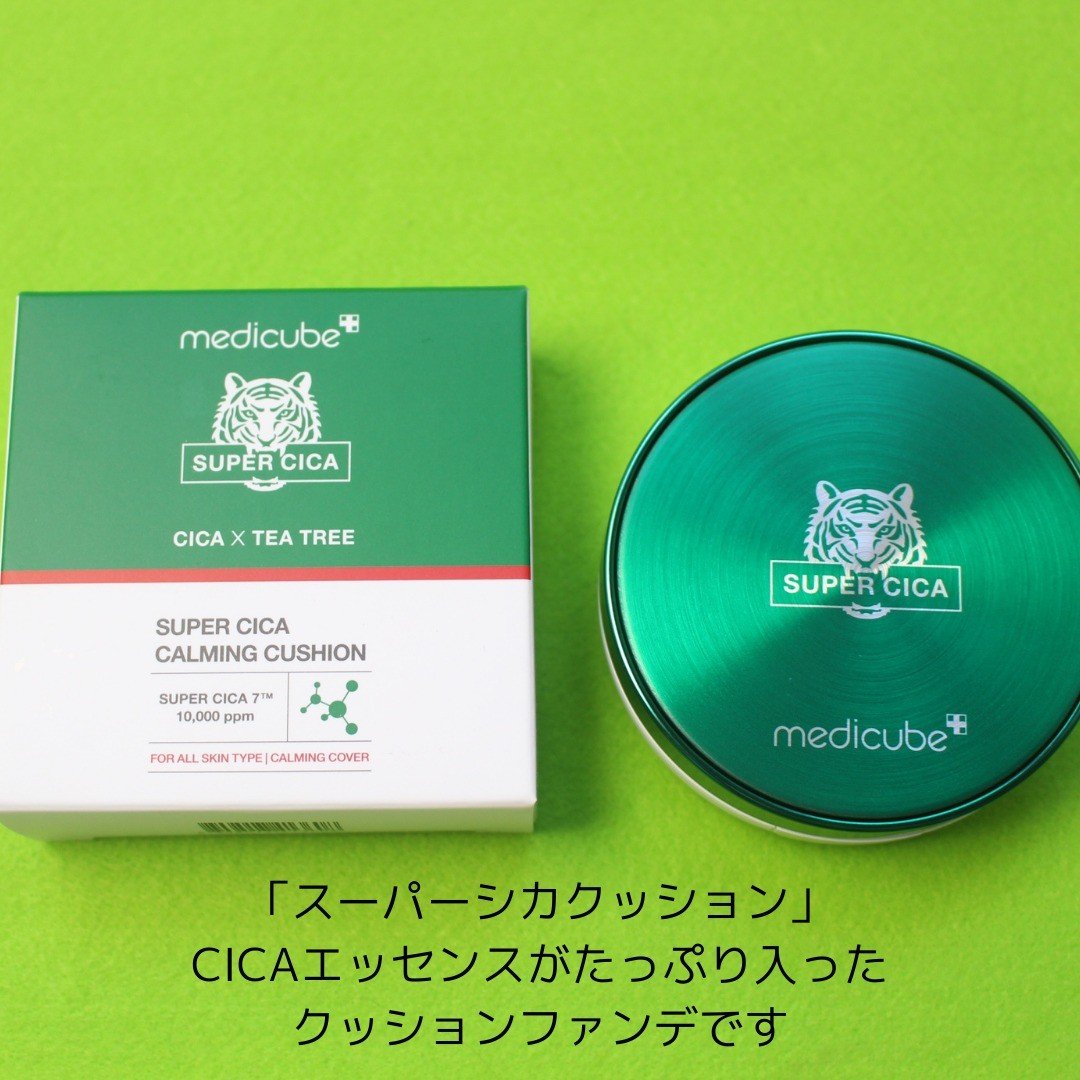 medicube
SUPER CICA
CICA X TEA TREE
SUPER CICA
CALMING CUSHION
SUPER CICA 7™
10,000 ppm
FOR ALL SKIN TYPE | CALMING COVER
SUPER CICA
medicube
「スーパーシカクッション」
CICAエッセンスがたっぷり入った
クッションファンデです